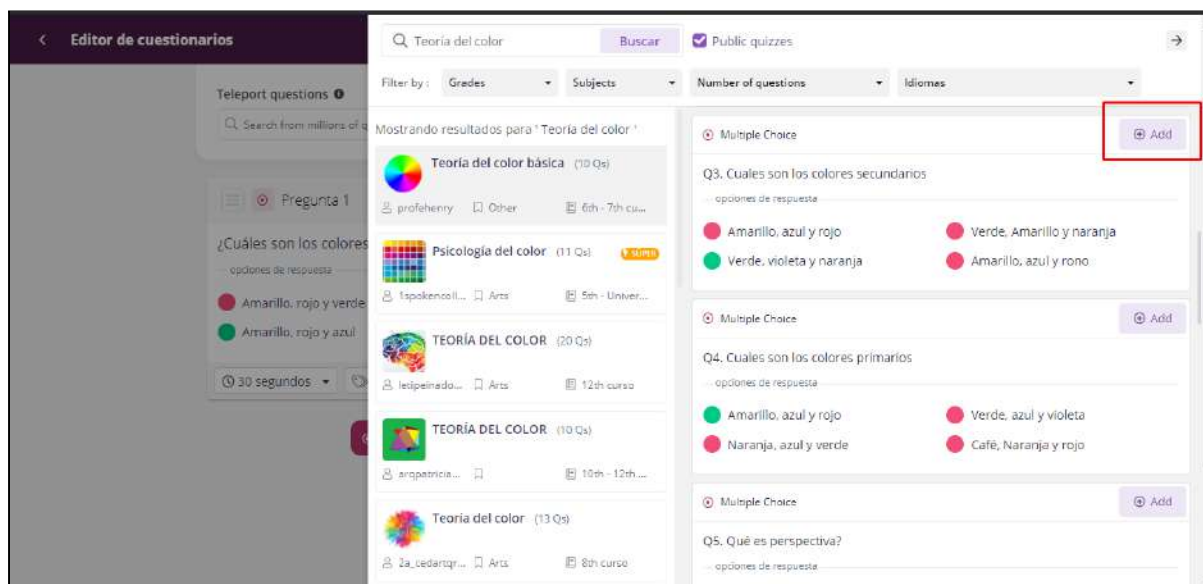 Editor de cuestionarios
Teleport questions
Search from millions of q
Pregunta 1
¿Cuáles son los colores
opciones de respuesta
Amarillo, rojo y verde
Amarillo, rojo y azul
30 segundos
Teoría del color
Buscar
Public quizzes
Filter by :
Grades
Subjects
Number of questions
Idiomas
Mostrando resultados para ' Teoría del color '
Teoría del color básica (10 Qs)
profehenry
Other
6th - 7th cu...
Psicología del color (11 Qs)
SUPER
1spokencoll...
Arts
5th - Univer...
TEORÍA DEL COLOR (20 Qs)
letipeinado...
Arts
12th curso
TEORÍA DEL COLOR (10 Qs)
arqpatricia...
10th - 12th ...
Teoria del color (13 Qs)
2a_cedartgr...
Arts
8th curso
Multiple Choice
Add
Q3. Cuales son los colores secundarios
opciones de respuesta
Amarillo, azul y rojo
Verde, Amarillo y naranja
Verde, violeta y naranja
Amarillo, azul y rono
Multiple Choice
Add
Q4. Cuales son los colores primarios
opciones de respuesta
Amarillo, azul y rojo
Verde, azul y violeta
Naranja, azul y verde
Café, Naranja y rojo
Multiple Choice
Add
Q5. Qué es perspectiva?
opciones de respuesta